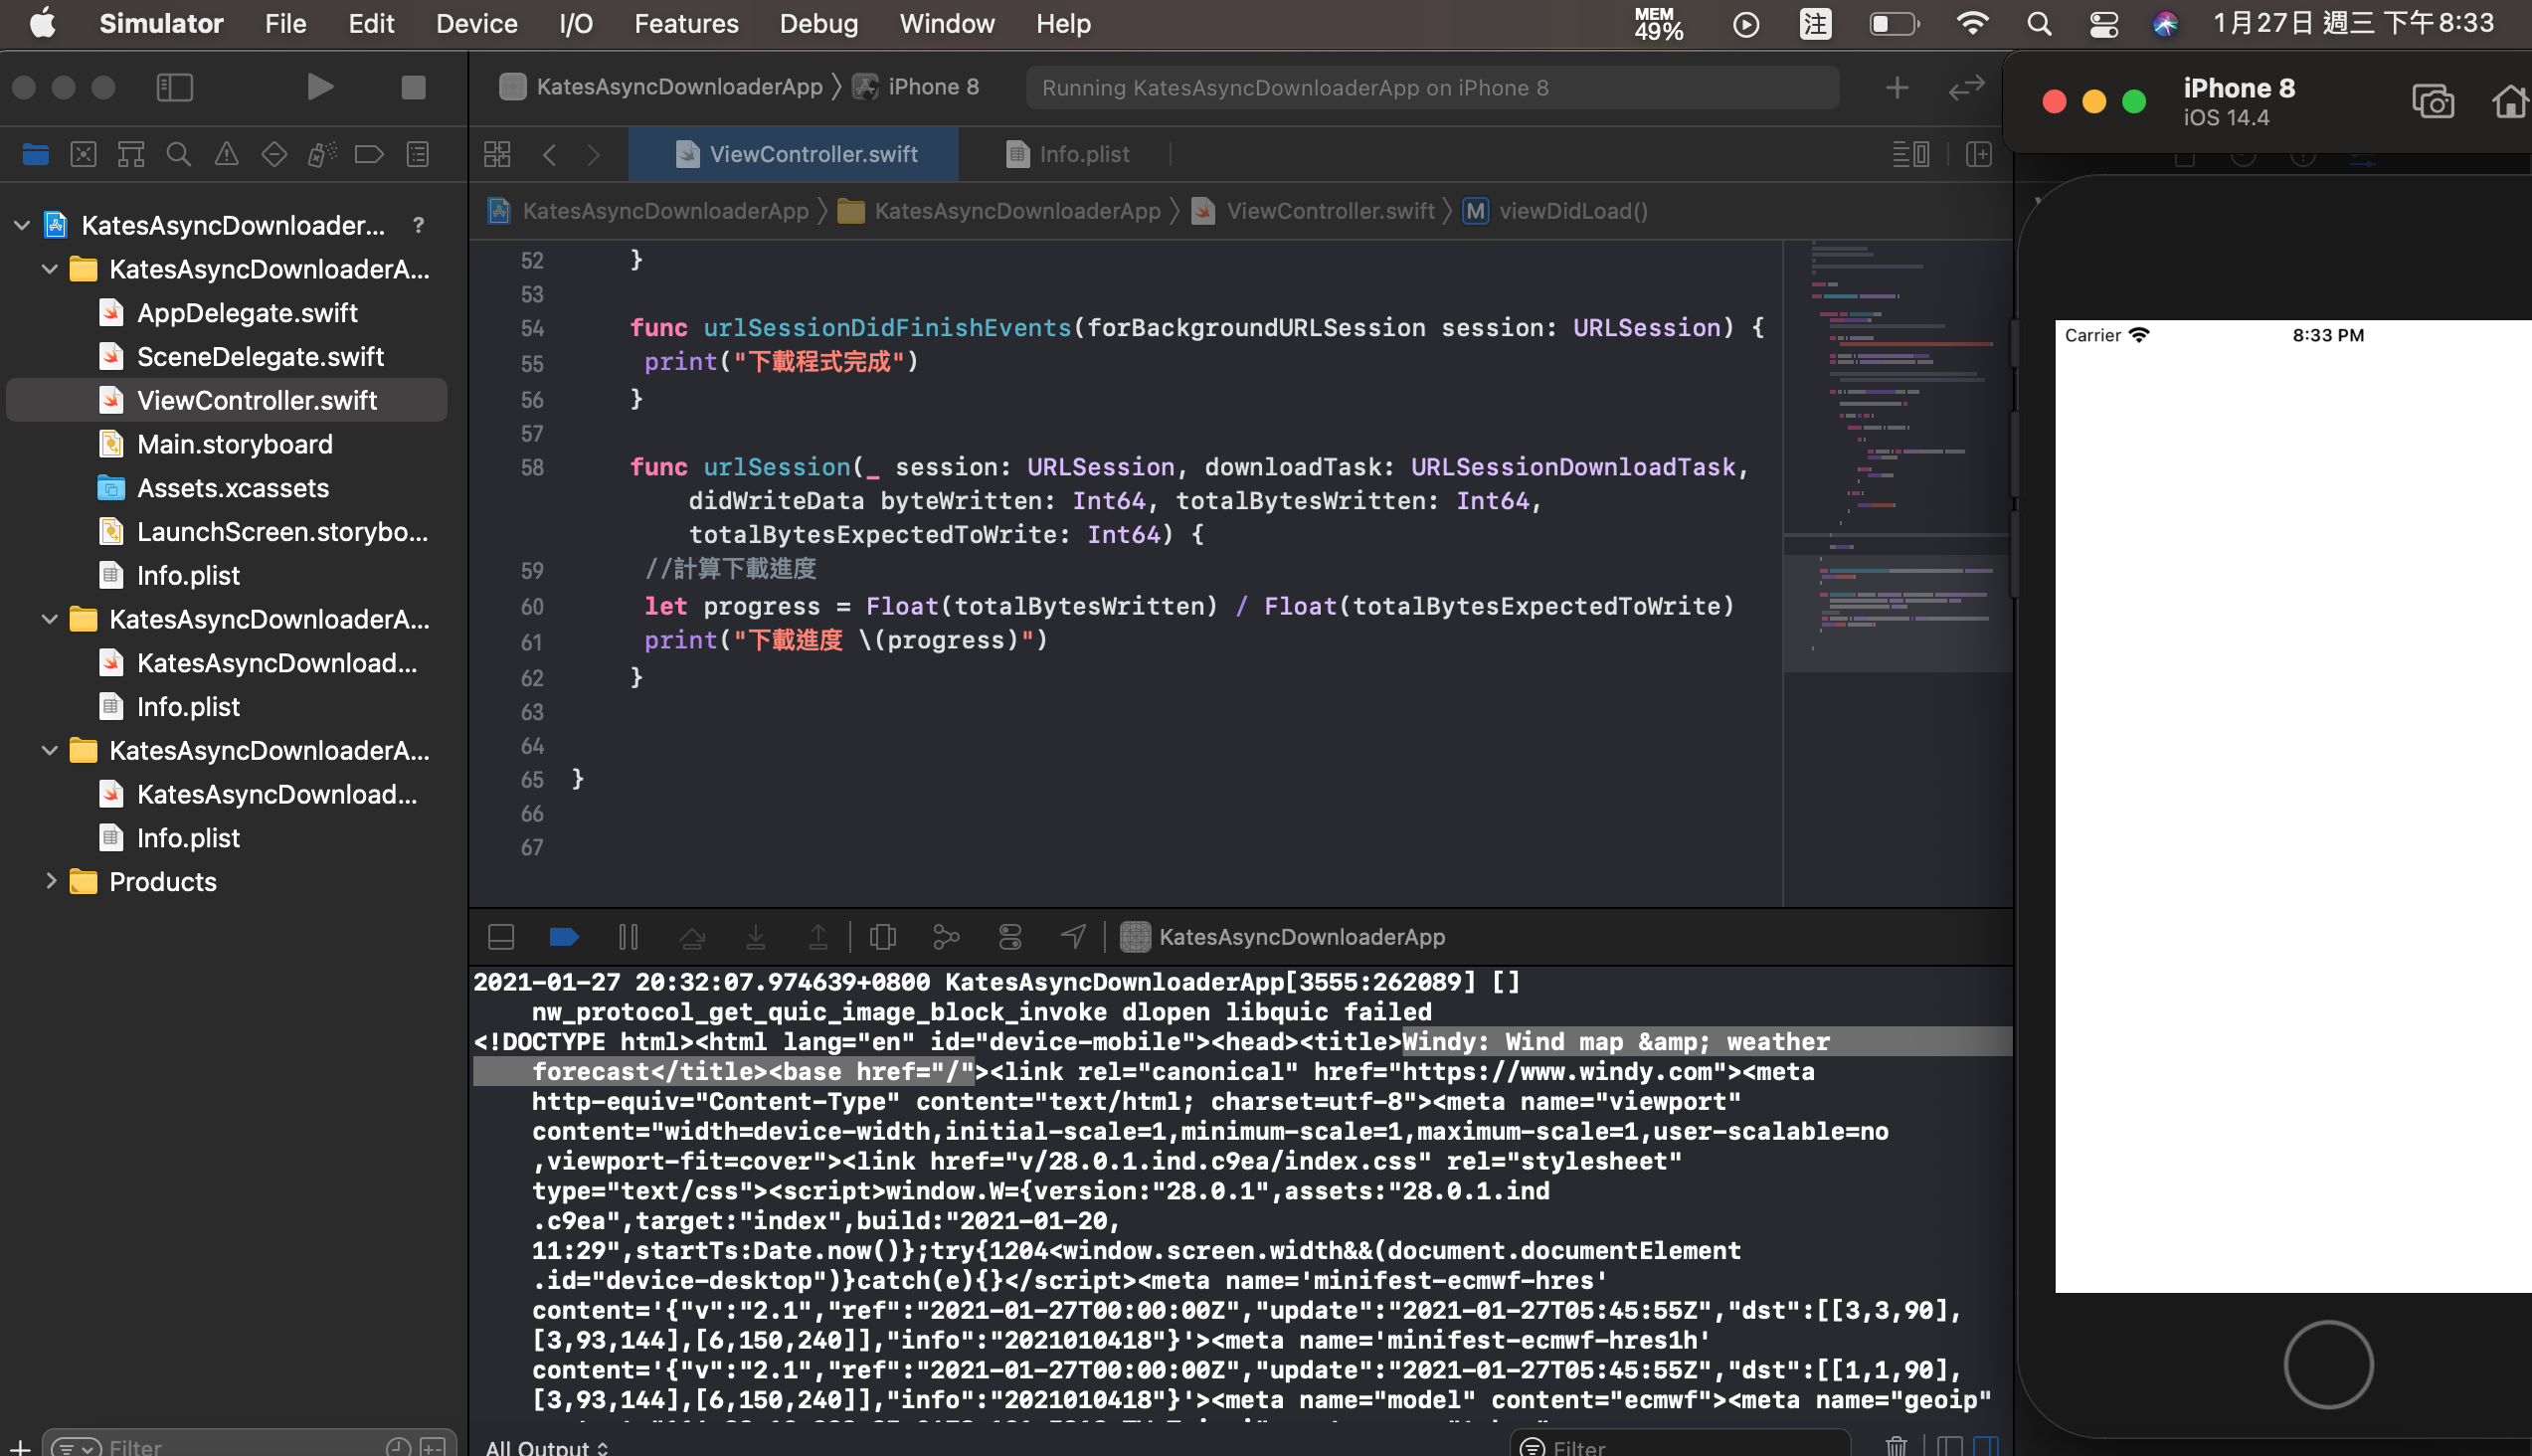 Simulator File Edit Device I/O Features Debug Window Help MEM 49% 注 1月27日 週三 下午8:33
KatesAsyncDownloaderApp iPhone 8 Running KatesAsyncDownloaderApp on iPhone 8
iPhone 8
iOS 14.4
ViewController.swift Info.plist
KatesAsyncDownloaderApp KatesAsyncDownloaderApp ViewController.swift M viewDidLoad()
KatesAsyncDownloader... ?
KatesAsyncDownloaderA...
AppDelegate.swift
SceneDelegate.swift
ViewController.swift
Main.storyboard
Assets.xcassets
LaunchScreen.storybo...
Info.plist
KatesAsyncDownloaderA...
KatesAsyncDownload...
Info.plist
KatesAsyncDownloaderA...
KatesAsyncDownload...
Info.plist
Products
Filter
52 }
53
54 func urlSessionDidFinishEvents(forBackgroundURLSession session: URLSession) {
55 print("下載程式完成")
56 }
57
58 func urlSession(_ session: URLSession, downloadTask: URLSessionDownloadTask,
didWriteData byteWritten: Int64, totalBytesWritten: Int64,
totalBytesExpectedToWrite: Int64) {
59 //計算下載進度
60 let progress = Float(totalBytesWritten) / Float(totalBytesExpectedToWrite)
61 print("下載進度 \(progress)")
62 }
63
64
65 }
66
67
KatesAsyncDownloaderApp
2021-01-27 20:32:07.974639+0800 KatesAsyncDownloaderApp[3555:262089] []
nw_protocol_get_quic_image_block_invoke dlopen libquic failed
<!DOCTYPE html><html lang="en" id="device-mobile"><head><title>Windy: Wind map &amp; weather
forecast</title><base href="/"><link rel="canonical" href="https://www.windy.com"><meta
http-equiv="Content-Type" content="text/html; charset=utf-8"><meta name="viewport"
content="width=device-width,initial-scale=1,minimum-scale=1,maximum-scale=1,user-scalable=no
,viewport-fit=cover"><link href="v/28.0.1.ind.c9ea/index.css" rel="stylesheet"
type="text/css"><script>window.W={version:"28.0.1",assets:"28.0.1.ind
.c9ea",target:"index",build:"2021-01-20,
11:29",startTs:Date.now()};try{1204<window.screen.width&&(document.documentElement
.id="device-desktop")}catch(e){}</script><meta name='minifest-ecmwf-hres'
content='{"v":"2.1","ref":"2021-01-27T00:00:00Z","update":"2021-01-27T05:45:55Z","dst":[[3,3,90],
[3,93,144],[6,150,240]],"info":"2021010418"}'><meta name='minifest-ecmwf-hres1h'
content='{"v":"2.1","ref":"2021-01-27T00:00:00Z","update":"2021-01-27T05:45:55Z","dst":[[1,1,90],
[3,93,144],[6,150,240]],"info":"2021010418"}'><meta name="model" content="ecmwf"><meta name="geoip"
All Output Filter
Carrier 8:33 PM